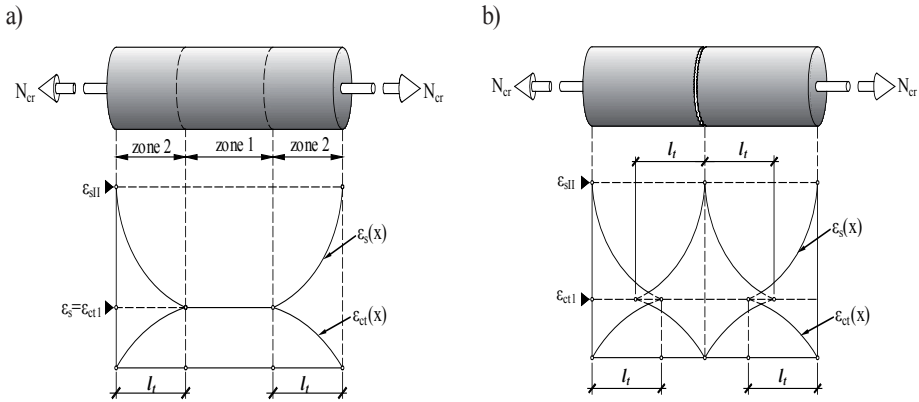 a)
N_cr
N_cr
zone 2
zone 1
zone 2
ε_sII
ε_s(x)
ε_s=ε_ct1
ε_ct(x)
l_t
l_t
b)
N_cr
N_cr
l_t
l_t
ε_sII
ε_s(x)
ε_ct1
ε_ct(x)
l_t
l_t